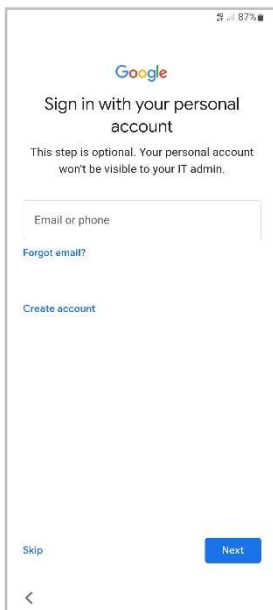 87%
Google
Sign in with your personal
account
This step is optional. Your personal account
won't be visible to your IT admin.
Email or phone
Forgot email?
Create account
Skip
Next